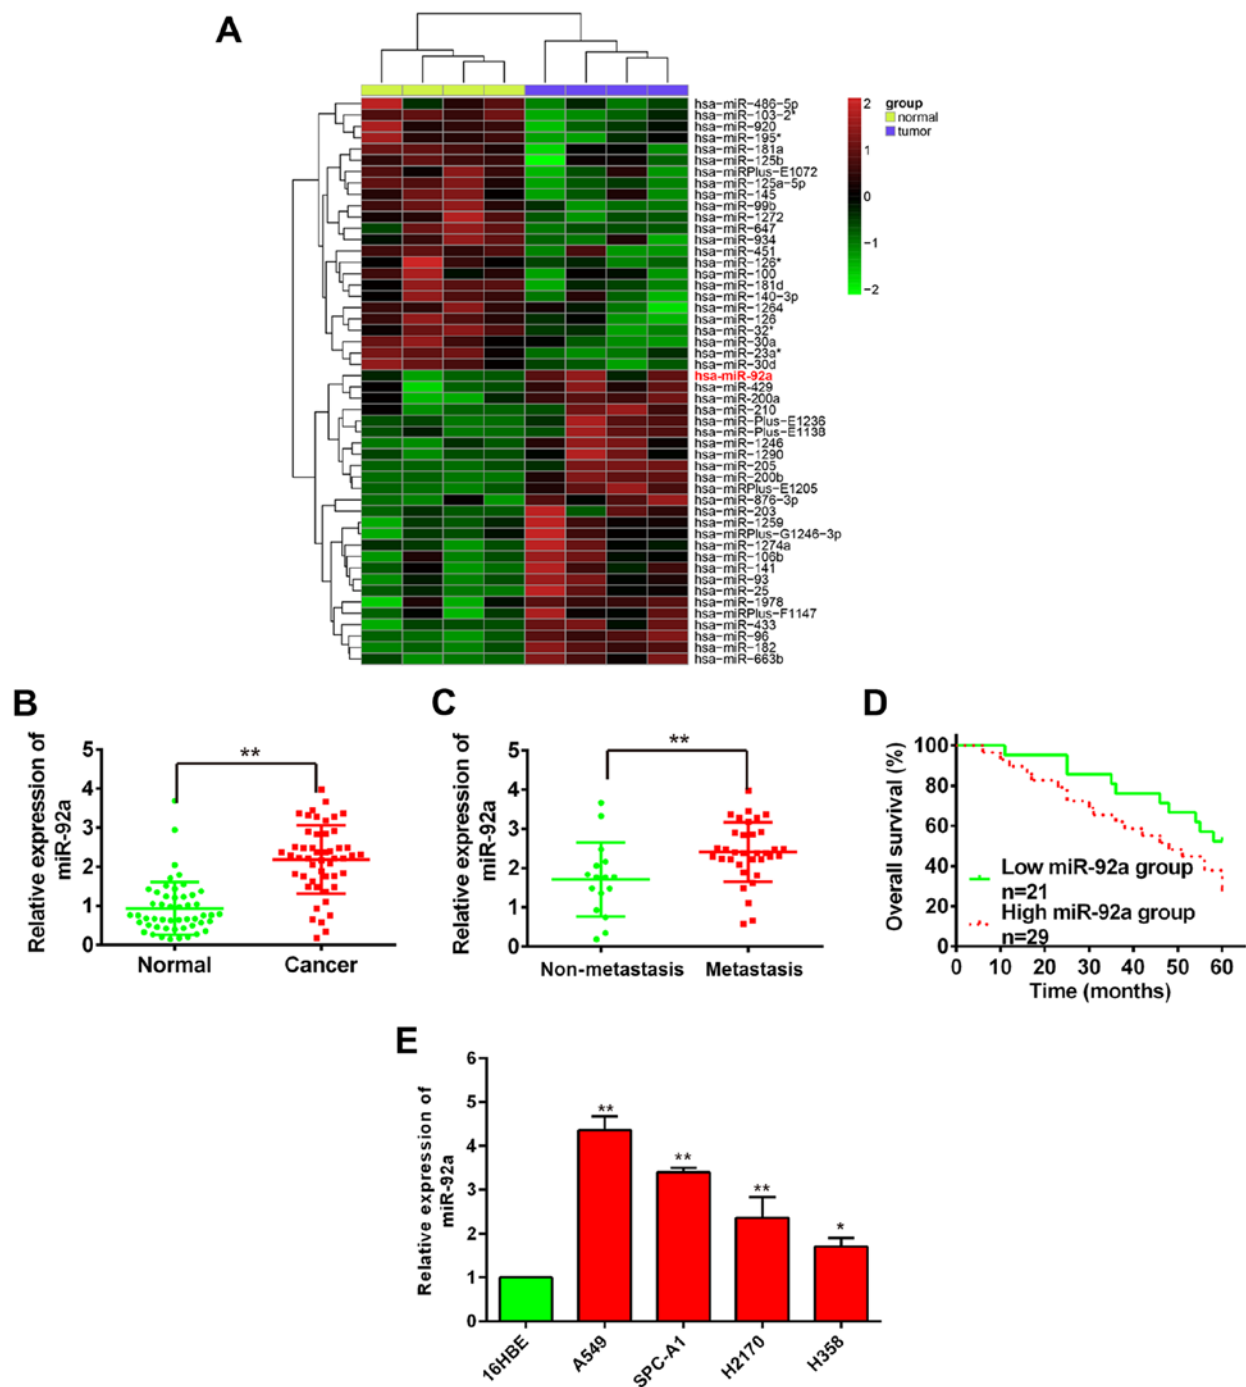 A
hsa-miR-486-5p
hsa-miR-103-2*
hsa-miR-920
hsa-miR-195*
hsa-miR-181a
hsa-miR-125b
hsa-miRPlus-E1072
hsa-miR-125a-5p
hsa-miR-145
hsa-miR-99b
hsa-miR-1272
hsa-miR-647
hsa-miR-934
hsa-miR-451
hsa-miR-126*
hsa-miR-100
hsa-miR-181d
hsa-miR-140-3p
hsa-miR-1264
hsa-miR-126
hsa-miR-32*
hsa-miR-30a
hsa-miR-23a*
hsa-miR-30d
hsa-miR-92a
hsa-miR-429
hsa-miR-200a
hsa-miR-210
hsa-miR-Plus-E1236
hsa-miR-Plus-E1138
hsa-miR-1246
hsa-miR-1290
hsa-miR-205
hsa-miR-200b
hsa-miRPlus-E1205
hsa-miR-876-3p
hsa-miR-203
hsa-miR-1259
hsa-miRPlus-G1246-3p
hsa-miR-1274a
hsa-miR-106b
hsa-miR-141
hsa-miR-93
hsa-miR-25
hsa-miR-1978
hsa-miRPlus-F1147
hsa-miR-433
hsa-miR-96
hsa-miR-182
hsa-miR-663b
2
1
0
-1
-2
group
normal
tumor
B
Relative expression of
miR-92a
5
4
3
2
1
0
**
Normal
Cancer
C
Relative expression of
miR-92a
5
4
3
2
1
0
**
Non-metastasis
Metastasis
D
Overall survival (%)
100
80
60
40
20
0
Low miR-92a group
n=21
High miR-92a group
n=29
0 10 20 30 40 50 60
Time (months)
E
Relative expression of
miR-92a
6
5
4
3
2
1
0
**
**
**
*
16HBE
A549
SPC-A1
H2170
H358